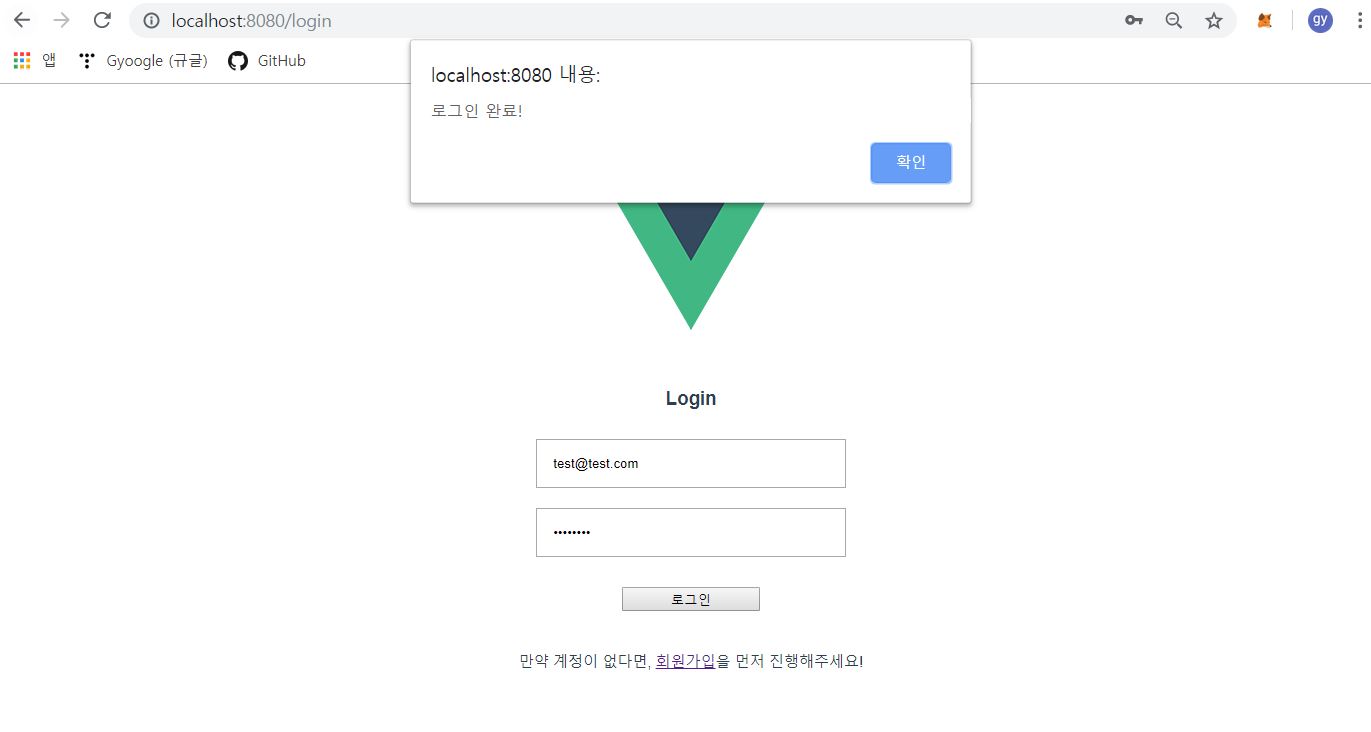 localhost:8080/login
gy
앱 Gyoogle (규글) GitHub
localhost:8080 내용:
로그인 완료!
확인
Login
test@test.com
••••••••
로그인
만약 계정이 없다면, 회원가입을 먼저 진행해주세요!